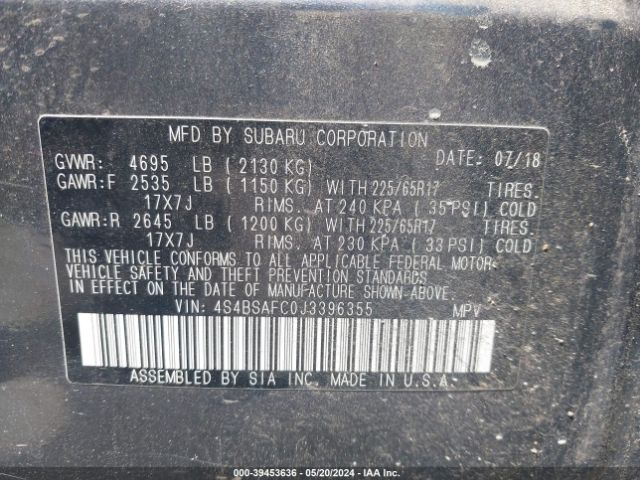 MFD BY SUBARU CORPORATION
GVWR: 4695 LB ( 2130 KG) DATE: 07/18
GAWR:F 2535 LB ( 1150 KG) WITH 225/65R17 TIRES.
17X7J RIMS. AT 240 KPA ( 35 PSI) COLD
GAWR:R 2645 LB ( 1200 KG) WITH 225/65R17 TIRES.
17X7J RIMS. AT 230 KPA ( 33 PSI) COLD
THIS VEHICLE CONFORMS TO ALL APPLICABLE FEDERAL MOTOR
VEHICLE SAFETY AND THEFT PREVENTION STANDARDS
IN EFFECT ON THE DATE OF MANUFACTURE SHOWN-ABOVE.
VIN: 4S4BSAFC0J3396355 MPV
ASSEMBLED BY SIA INC. MADE IN U.S.A.
000-39453636 - 05/20/2024 - IAA Inc.